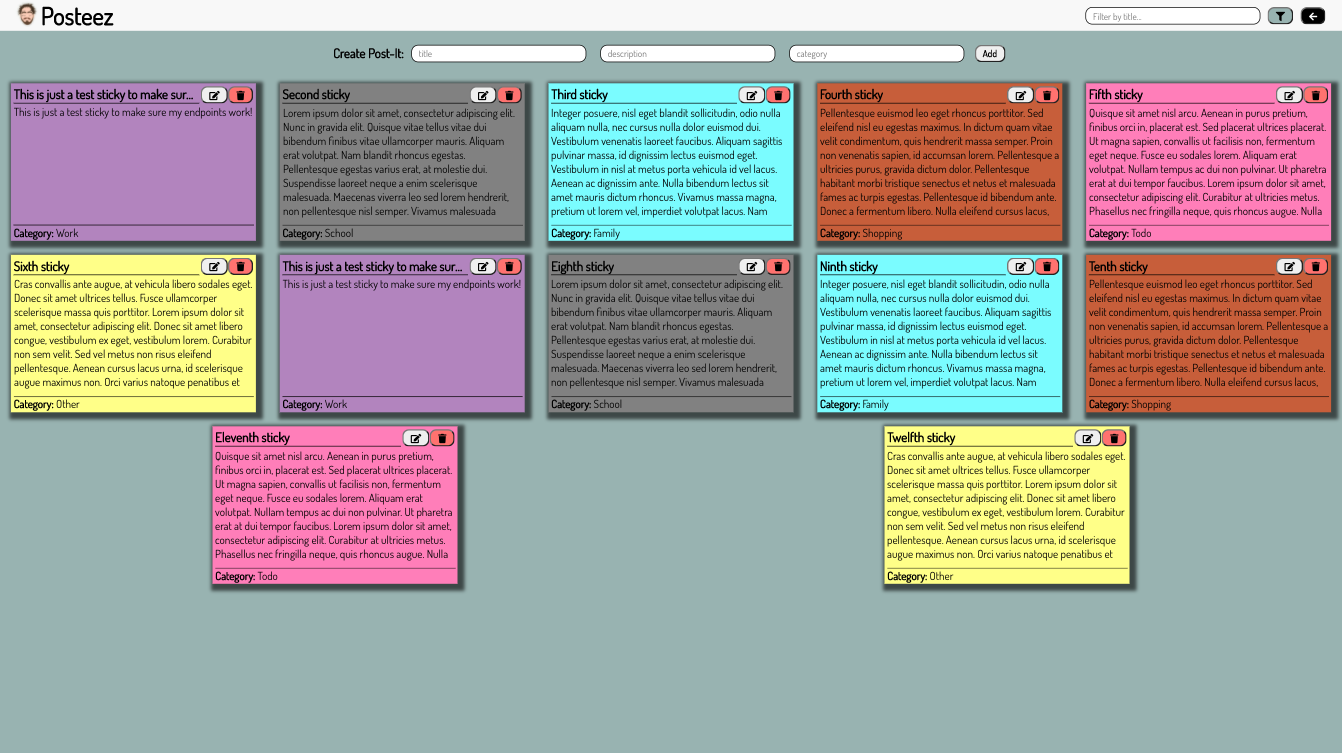 Posteez
Filter by title...
Create Post-It:
title
description
category
Add
This is just a test sticky to make sur...
This is just a test sticky to make sure my endpoints work!
Category: Work
Second sticky
Lorem ipsum dolor sit amet, consectetur adipiscing elit.
Nunc in gravida elit. Quisque vitae tellus vitae dui
bibendum finibus vitae ullamcorper mauris. Aliquam
erat volutpat. Nam blandit rhoncus egestas.
Pellentesque egestas varius erat, at molestie dui.
Suspendisse laoreet neque a enim scelerisque
malesuada. Maecenas viverra leo sed lorem hendrerit,
non pellentesque nisl semper. Vivamus malesuada
Category: School
Third sticky
Integer posuere, nisl eget blandit sollicitudin, odio nulla
aliquam nulla, nec cursus nulla dolor euismod dui.
Vestibulum venenatis laoreet faucibus. Aliquam sagittis
pulvinar massa, id dignissim lectus euismod eget.
Vestibulum in nisl at metus porta vehicula id vel lacus.
Aenean ac dignissim ante. Nulla bibendum lectus sit
amet mauris dictum rhoncus. Vivamus massa magna,
pretium ut lorem vel, imperdiet volutpat lacus. Nam
Category: Family
Fourth sticky
Pellentesque euismod leo eget rhoncus porttitor. Sed
eleifend nisl eu egestas maximus. In dictum quam vitae
velit condimentum, quis hendrerit massa semper. Proin
non venenatis sapien, id accumsan lorem. Pellentesque a
ultricies purus, gravida dictum dolor. Pellentesque
habitant morbi tristique senectus et netus et malesuada
fames ac turpis egestas. Pellentesque id bibendum ante.
Donec a fermentum libero. Nulla eleifend cursus lacus,
Category: Shopping
Fifth sticky
Quisque sit amet nisl arcu. Aenean in purus pretium,
finibus orci in, placerat est. Sed placerat ultrices placerat.
Ut magna sapien, convallis ut facilisis non, fermentum
eget neque. Fusce eu sodales lorem. Aliquam erat
volutpat. Nullam tempus ac dui non pulvinar. Ut pharetra
erat at dui tempor faucibus. Lorem ipsum dolor sit amet,
consectetur adipiscing elit. Curabitur at ultricies metus.
Phasellus nec fringilla neque, quis rhoncus augue. Nulla
Category: Todo
Sixth sticky
Cras convallis ante augue, at vehicula libero sodales eget.
Donec sit amet ultrices tellus. Fusce ullamcorper
scelerisque massa quis porttitor. Lorem ipsum dolor sit
amet, consectetur adipiscing elit. Donec sit amet libero
congue, vestibulum ex eget, vestibulum lorem. Curabitur
non sem velit. Sed vel metus non risus eleifend
pellentesque. Aenean cursus lacus urna, id scelerisque
augue maximus non. Orci varius natoque penatibus et
Category: Other
This is just a test sticky to make sur...
This is just a test sticky to make sure my endpoints work!
Category: Work
Eighth sticky
Lorem ipsum dolor sit amet, consectetur adipiscing elit.
Nunc in gravida elit. Quisque vitae tellus vitae dui
bibendum finibus vitae ullamcorper mauris. Aliquam
erat volutpat. Nam blandit rhoncus egestas.
Pellentesque egestas varius erat, at molestie dui.
Suspendisse laoreet neque a enim scelerisque
malesuada. Maecenas viverra leo sed lorem hendrerit,
non pellentesque nisl semper. Vivamus malesuada
Category: School
Ninth sticky
Integer posuere, nisl eget blandit sollicitudin, odio nulla
aliquam nulla, nec cursus nulla dolor euismod dui.
Vestibulum venenatis laoreet faucibus. Aliquam sagittis
pulvinar massa, id dignissim lectus euismod eget.
Vestibulum in nisl at metus porta vehicula id vel lacus.
Aenean ac dignissim ante. Nulla bibendum lectus sit
amet mauris dictum rhoncus. Vivamus massa magna,
pretium ut lorem vel, imperdiet volutpat lacus. Nam
Category: Family
Tenth sticky
Pellentesque euismod leo eget rhoncus porttitor. Sed
eleifend nisl eu egestas maximus. In dictum quam vitae
velit condimentum, quis hendrerit massa semper. Proin
non venenatis sapien, id accumsan lorem. Pellentesque a
ultricies purus, gravida dictum dolor. Pellentesque
habitant morbi tristique senectus et netus et malesuada
fames ac turpis egestas. Pellentesque id bibendum ante.
Donec a fermentum libero. Nulla eleifend cursus lacus,
Category: Shopping
Eleventh sticky
Quisque sit amet nisl arcu. Aenean in purus pretium,
finibus orci in, placerat est. Sed placerat ultrices placerat.
Ut magna sapien, convallis ut facilisis non, fermentum
eget neque. Fusce eu sodales lorem. Aliquam erat
volutpat. Nullam tempus ac dui non pulvinar. Ut pharetra
erat at dui tempor faucibus. Lorem ipsum dolor sit amet,
consectetur adipiscing elit. Curabitur at ultricies metus.
Phasellus nec fringilla neque, quis rhoncus augue. Nulla
Category: Todo
Twelfth sticky
Cras convallis ante augue, at vehicula libero sodales eget.
Donec sit amet ultrices tellus. Fusce ullamcorper
scelerisque massa quis porttitor. Lorem ipsum dolor sit
amet, consectetur adipiscing elit. Donec sit amet libero
congue, vestibulum ex eget, vestibulum lorem. Curabitur
non sem velit. Sed vel metus non risus eleifend
pellentesque. Aenean cursus lacus urna, id scelerisque
augue maximus non. Orci varius natoque penatibus et
Category: Other